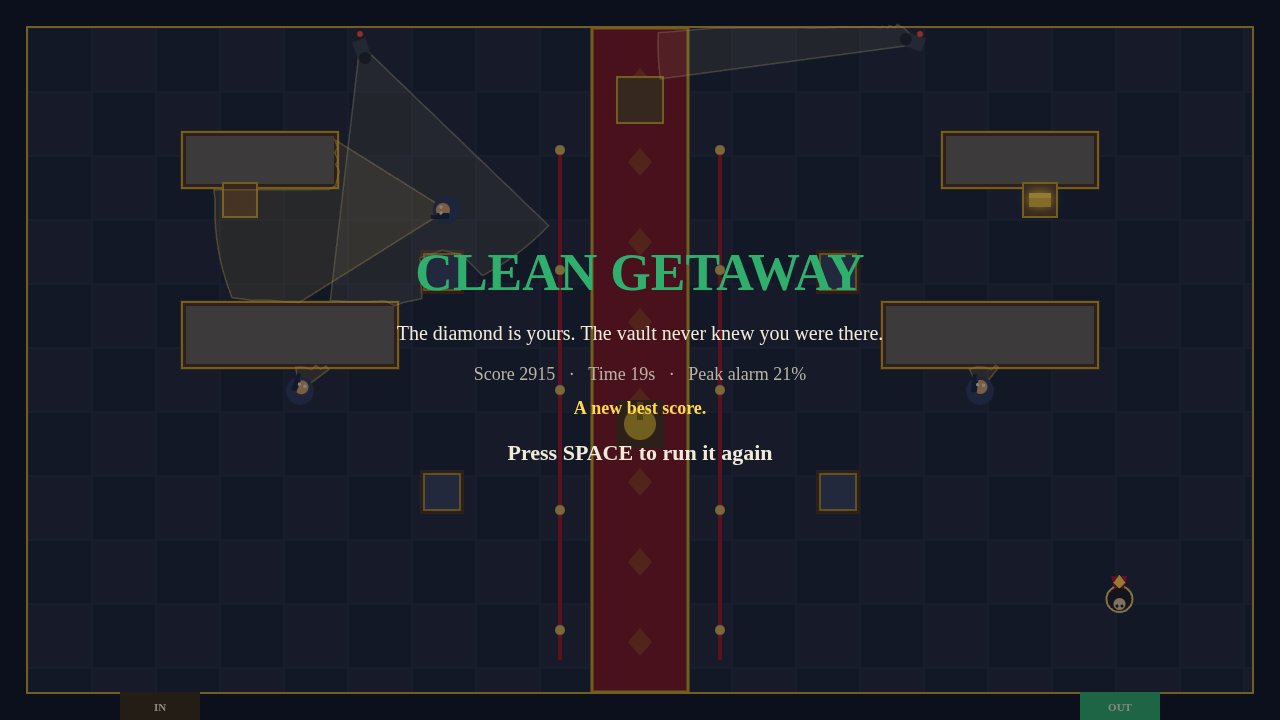 CLEAN GETAWAY
The diamond is yours. The vault never knew you were there.
Score 2915 · Time 19s · Peak alarm 21%
A new best score.
Press SPACE to run it again
IN
OUT